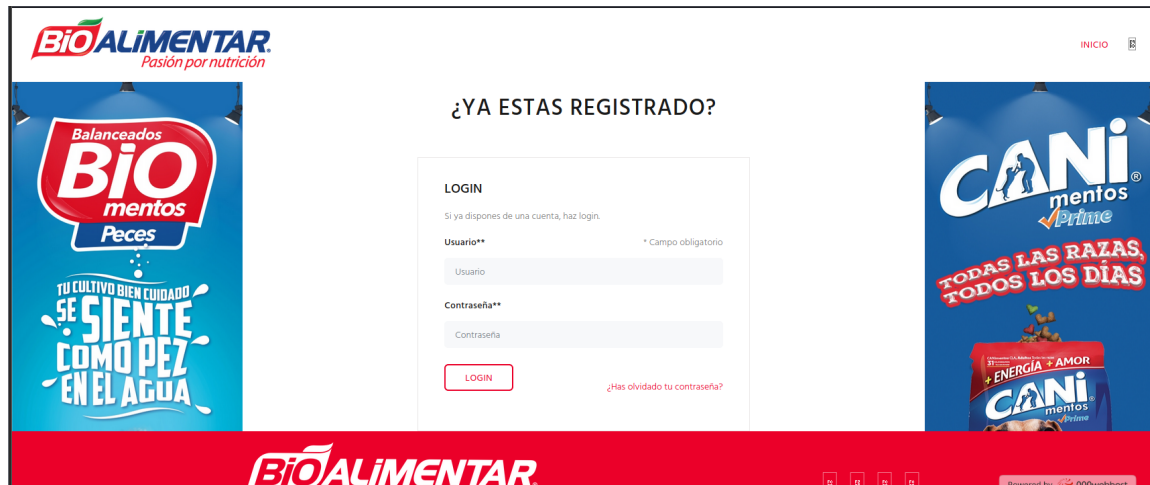 BiOALiMENTAR®
Pasión por nutrición
INICIO
Balanceados
BiO
mentos
Peces
TU CULTIVO BIEN CUIDADO
SE SIENTE
COMO PEZ
EN EL AGUA
¿YA ESTAS REGISTRADO?
LOGIN
Si ya dispones de una cuenta, haz login.
Usuario**
* Campo obligatorio
Usuario
Contraseña**
Contraseña
LOGIN
¿Has olvidado tu contraseña?
CANi®
mentos
Prime
TODAS LAS RAZAS,
TODOS LOS DÍAS
+ ENERGÍA + AMOR
CANi®
mentos
Prime
BiOALiMENTAR®
Powered by 000webhost